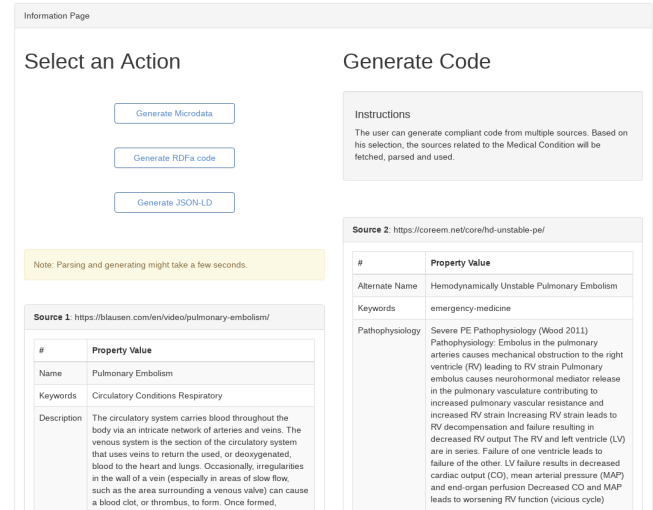 Information Page
Select an Action
Generate Microdata
Generate RDFa code
Generate JSON-LD
Note: Parsing and generating might take a few seconds.
Source 1: https://blausen.com/en/video/pulmonary-embolism/
# Property Value
Name Pulmonary Embolism
Keywords Circulatory Conditions Respiratory
Description The circulatory system carries blood throughout the
body via an intricate network of arteries and veins. The
venous system is the section of the circulatory system
that uses veins to return the used, or deoxygenated,
blood to the heart and lungs. Occasionally, irregularities
in the wall of a vein (especially in areas of slow flow,
such as the area surrounding a venous valve) can cause
a blood clot, or thrombus, to form. Once formed,
Generate Code
Instructions
The user can generate compliant code from multiple sources. Based on
his selection, the sources related to the Medical Condition will be
fetched, parsed and used.
Source 2: https://coreem.net/core/hd-unstable-pe/
# Property Value
Alternate Name Hemodynamically Unstable Pulmonary Embolism
Keywords emergency-medicine
Pathophysiology Severe PE Pathophysiology (Wood 2011)
Pathophysiology: Embolus in the pulmonary
arteries causes mechanical obstruction to the right
ventricle (RV) leading to RV strain Pulmonary
embolus causes neurohormonal mediator release
in the pulmonary vasculature contributing to
increased pulmonary vascular resistance and
increased RV strain Increasing RV strain leads to
RV decompensation and failure resulting in
decreased RV output The RV and left ventricle (LV)
are in series. Failure of one ventricle leads to
failure of the other. LV failure results in decreased
cardiac output (CO), mean arterial pressure (MAP)
and end-organ perfusion Decreased CO and MAP
leads to worsening RV function (vicious cycle)